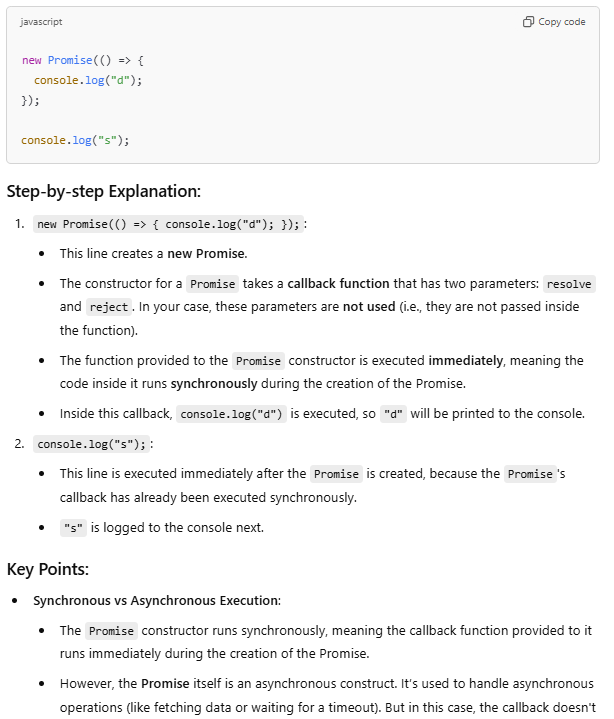 javascript
Copy code
new Promise(() => {
  console.log("d");
});
console.log("s");
Step-by-step Explanation:
1. new Promise(() => { console.log("d"); }); :
• This line creates a new Promise.
• The constructor for a Promise takes a callback function that has two parameters: resolve
and reject . In your case, these parameters are not used (i.e., they are not passed inside
the function).
• The function provided to the Promise constructor is executed immediately, meaning the
code inside it runs synchronously during the creation of the Promise.
• Inside this callback, console.log("d") is executed, so "d" will be printed to the console.
2. console.log("s"); :
• This line is executed immediately after the Promise is created, because the Promise 's
callback has already been executed synchronously.
• "s" is logged to the console next.
Key Points:
• Synchronous vs Asynchronous Execution:
• The Promise constructor runs synchronously, meaning the callback function provided to it
runs immediately during the creation of the Promise.
• However, the Promise itself is an asynchronous construct. It's used to handle asynchronous
operations (like fetching data or waiting for a timeout). But in this case, the callback doesn't